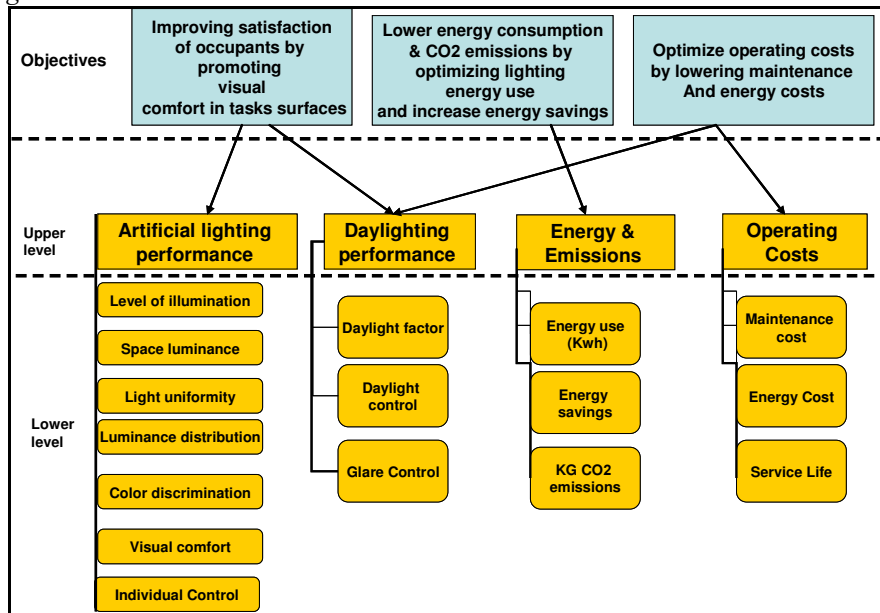 Objectives
Improving satisfaction
of occupants by
promoting
visual
comfort in tasks surfaces
Lower energy consumption
& CO2 emissions by
optimizing lighting
energy use
and increase energy savings
Optimize operating costs
by lowering maintenance
And energy costs
Upper
level
Artificial lighting
performance
Daylighting
performance
Energy &
Emissions
Operating
Costs
Lower
level
Level of illumination
Space luminance
Light uniformity
Luminance distribution
Color discrimination
Visual comfort
Individual Control
Daylight factor
Daylight
control
Glare Control
Energy use
(Kwh)
Energy
savings
KG CO2
emissions
Maintenance
cost
Energy Cost
Service Life